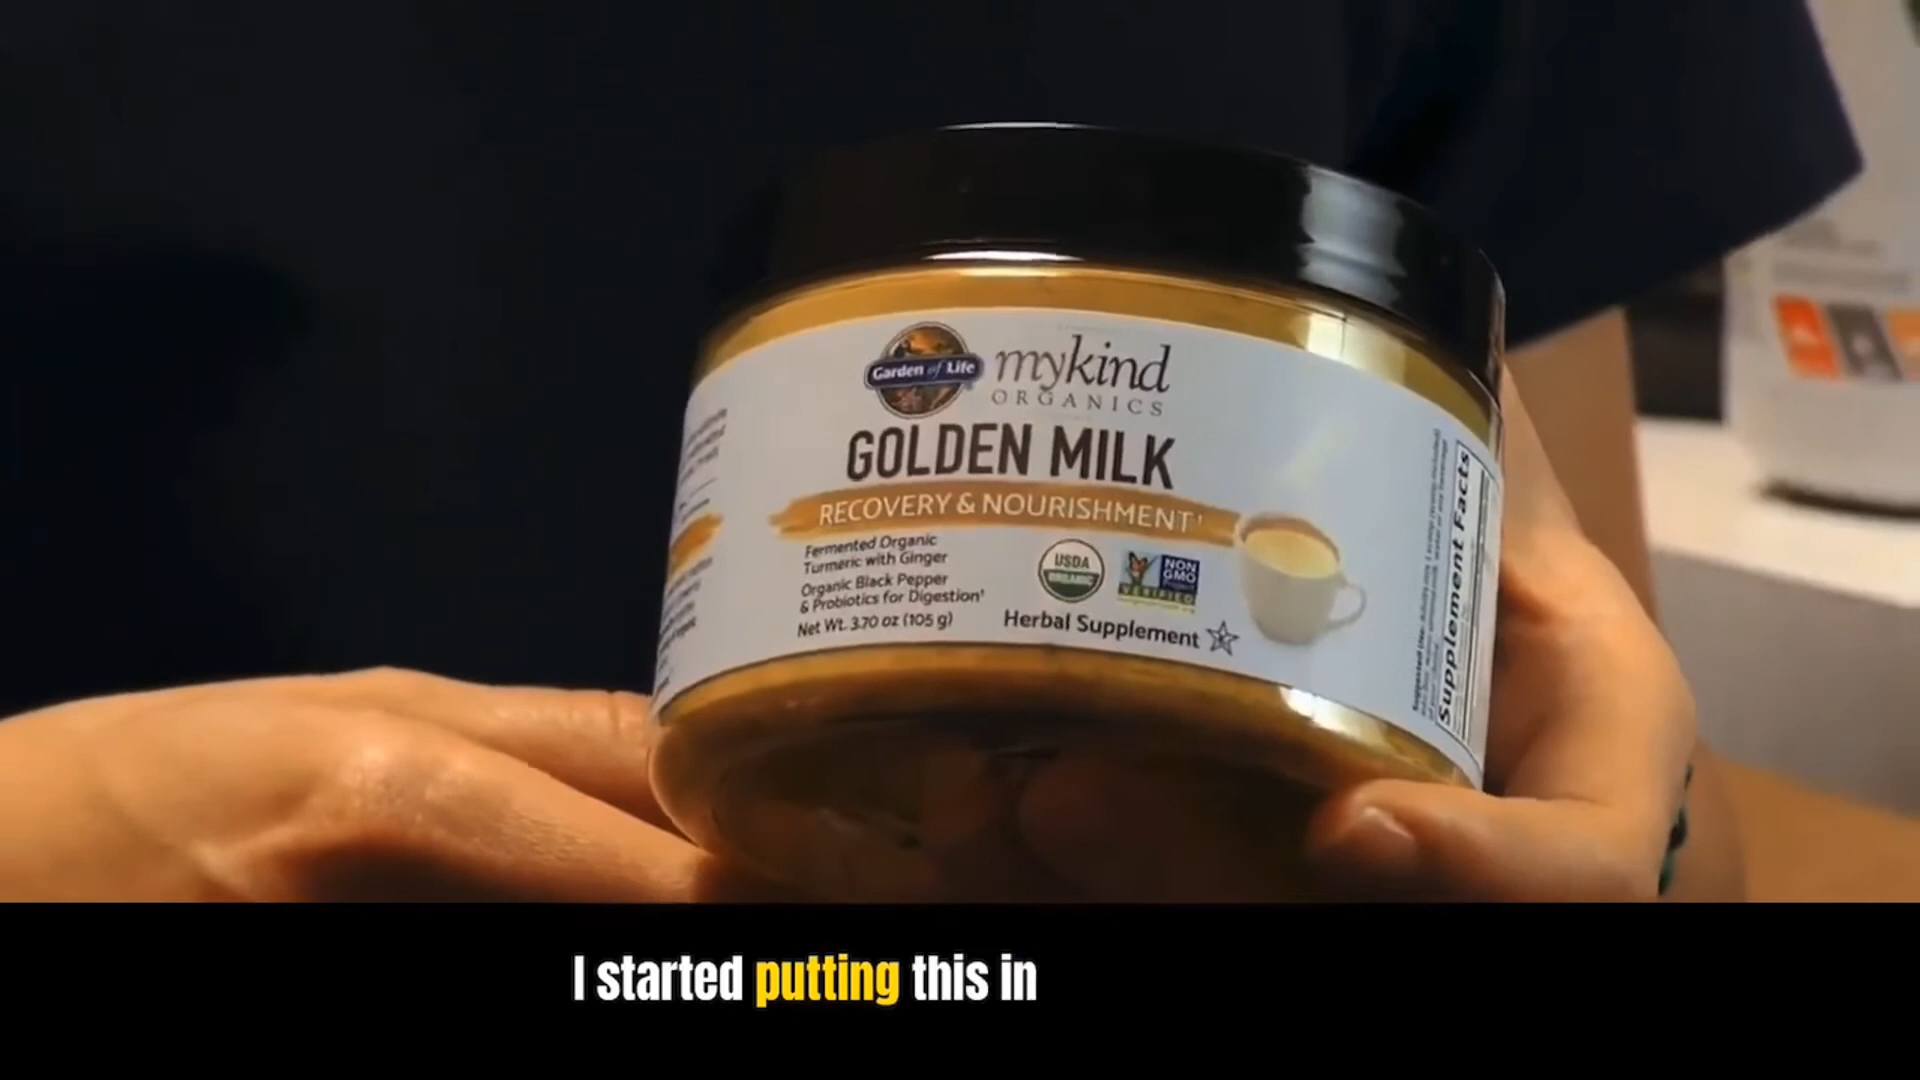 Garden of Life
mykind
ORGANICS
GOLDEN MILK
RECOVERY & NOURISHMENT†
Fermented Organic
Turmeric with Ginger
Organic Black Pepper
& Probiotics for Digestion†
Net Wt. 3.70 oz (105 g)
USDA
ORGANIC
NON
GMO
Project
VERIFIED
Herbal Supplement
Supplement Facts
I started putting this in